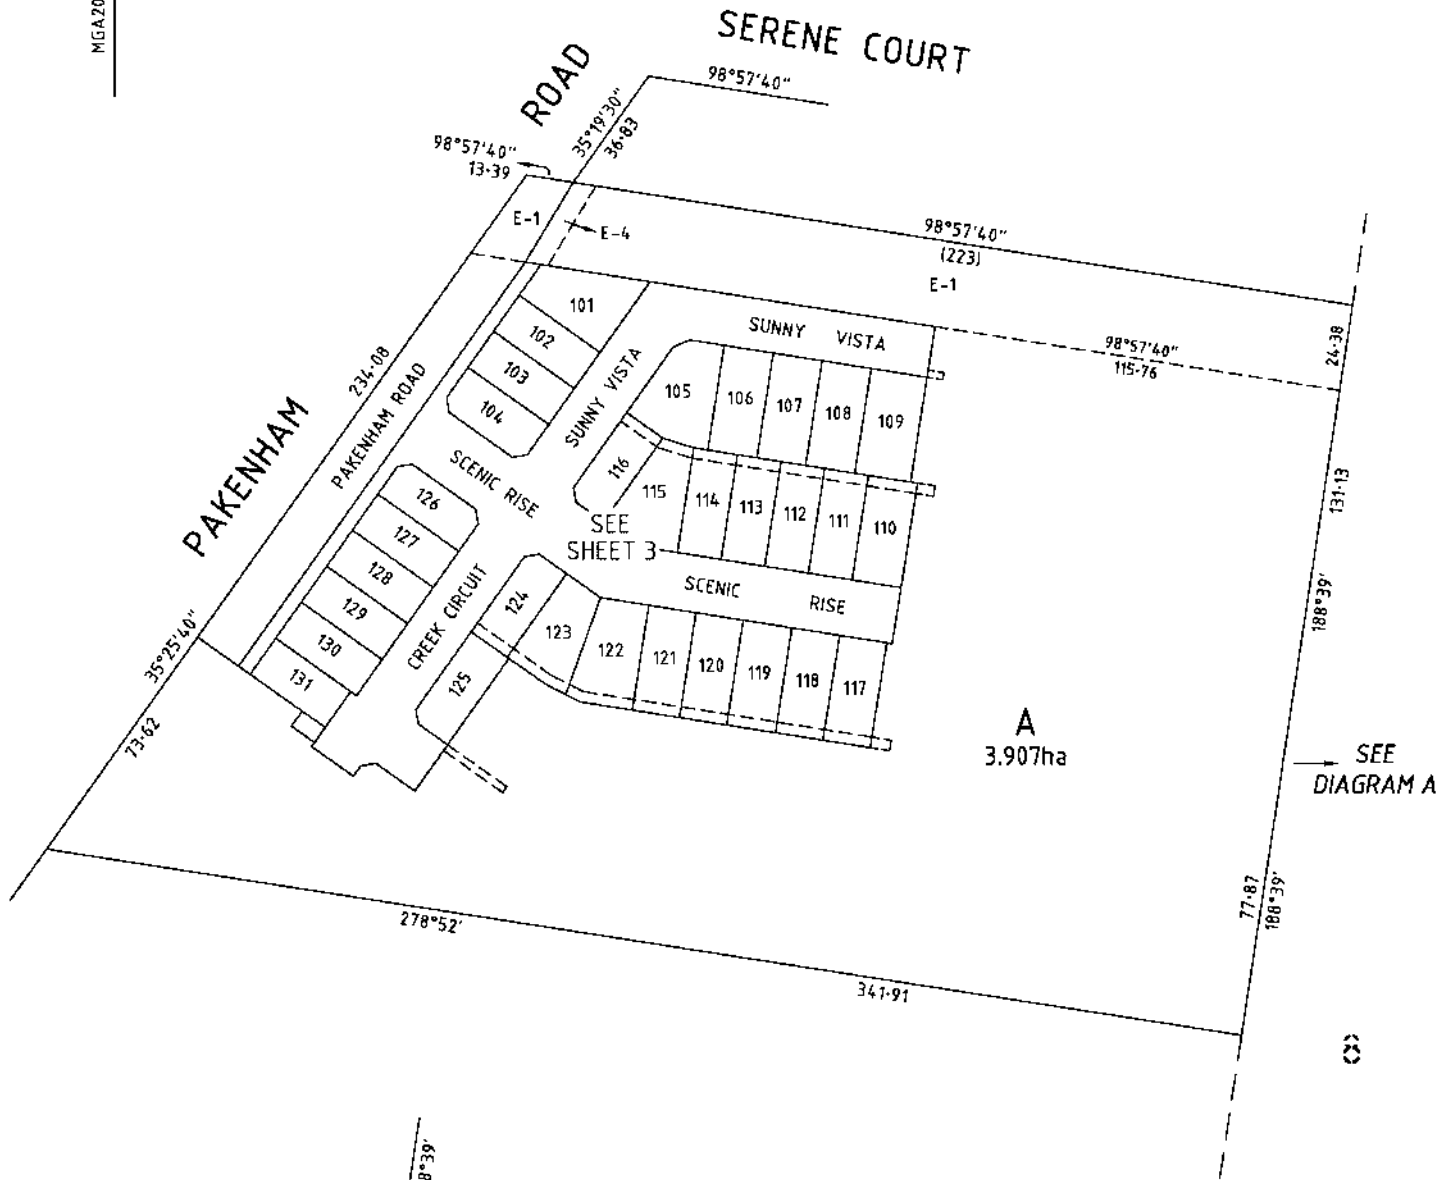 MGA20
SERENE COURT
98°57'40"
ROAD
35°19'30"
36·83
98°57'40"
13·39
E-1
E-4
98°57'40"
(223)
E-1
101
SUNNY VISTA
102
98°57'40"
115·76
24·38
234·08
103
SUNNY VISTA
105
106
107
108
109
PAKENHAM ROAD
104
PAKENHAM
SCENIC RISE
116
115
114
113
112
111
110
131·13
126
127
SEE
SHEET 3
128
CREEK CIRCUIT
SCENIC RISE
129
124
188°39'
130
123
122
121
120
119
118
117
35°25'40"
131
125
73·62
A
3.907ha
SEE
DIAGRAM A
77·87
188°39'
278°52'
341·91
8
8°39'